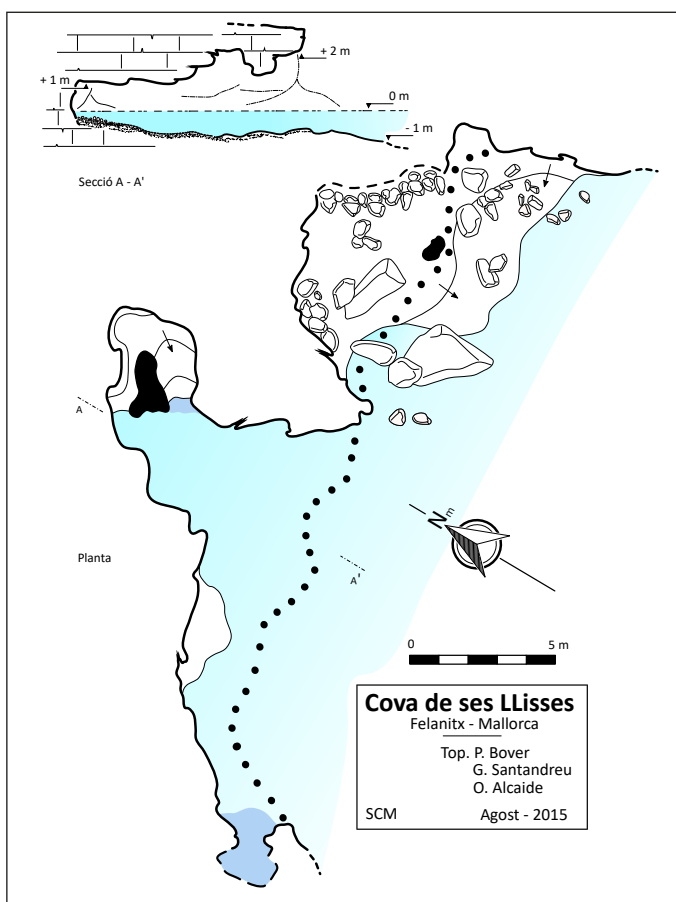 + 2 m
+ 1 m
0 m
- 1 m
Secció A - A'
A
N m
Planta
A'
0 5 m
Cova de ses LLisses
Felanitx - Mallorca
Top. P. Bover
G. Santandreu
O. Alcaide
SCM Agost - 2015